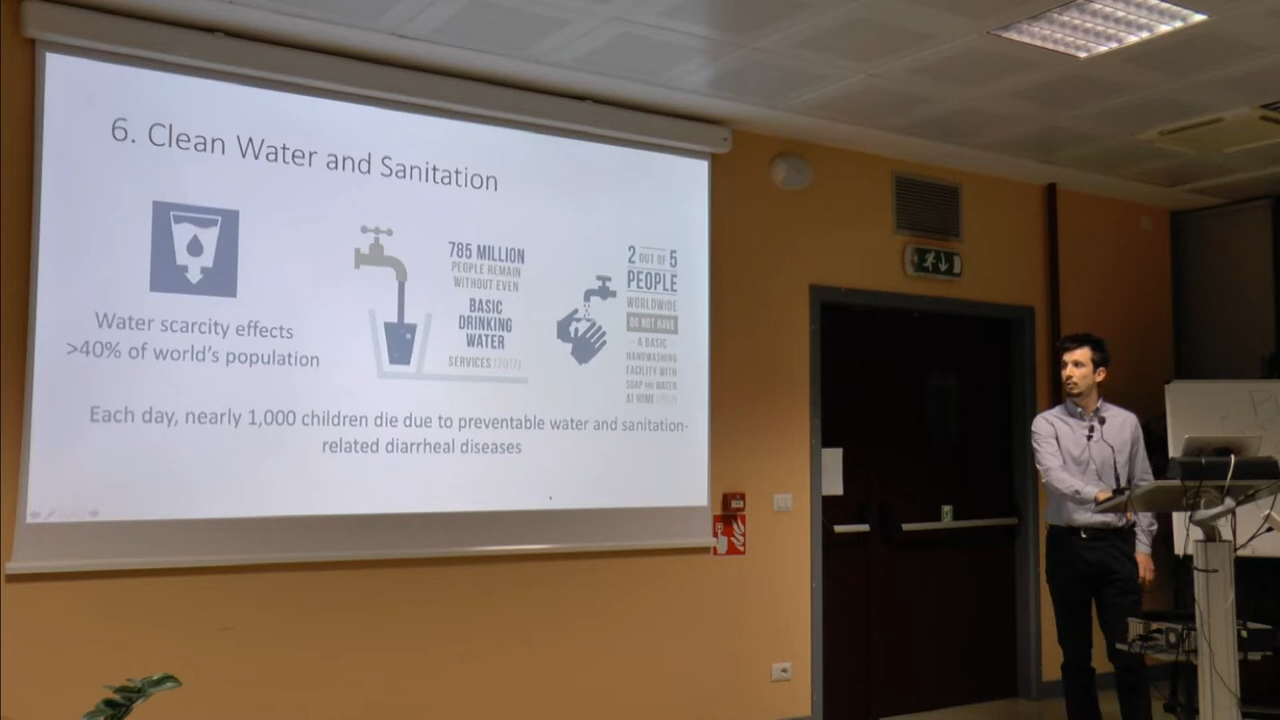 6. Clean Water and Sanitation
Water scarcity effects
>40% of world's population
785 MILLION
PEOPLE REMAIN
WITHOUT EVEN
BASIC
DRINKING
WATER
SERVICES (2017)
2 OUT OF 5
PEOPLE
WORLDWIDE
DO NOT HAVE
A BASIC
HANDWASHING
FACILITY WITH
SOAP AND WATER
AT HOME (2017)
Each day, nearly 1,000 children die due to preventable water and sanitation-
related diarrheal diseases